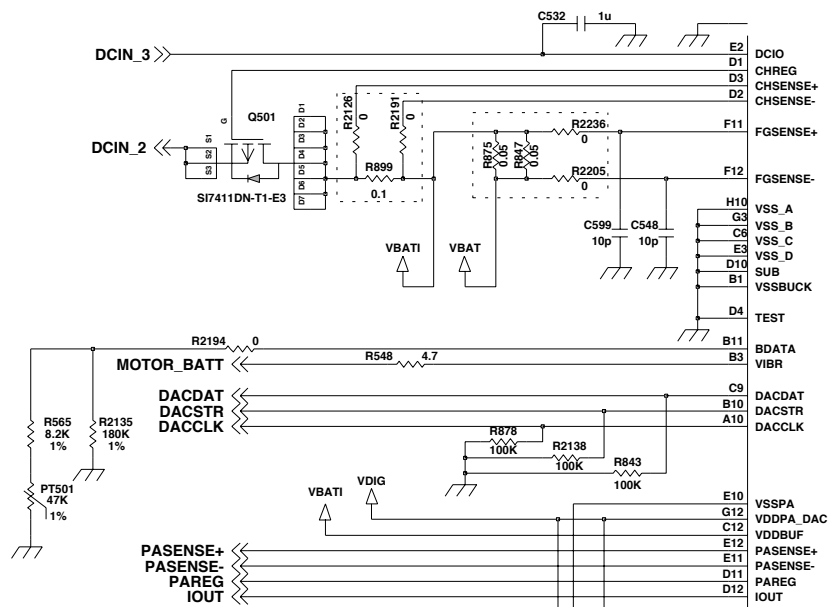 C532 1u
DCIN_3 E2 DCIO
D1 CHREG
D3 CHSENSE+
D2 CHSENSE-
R2126 0
R2191 0
G Q501
D1
D2
D3
D4
D5
D6
D7
DCIN_2
S1
S2
S3
SI7411DN-T1-E3
R899
0.1
R875 0.05
R847 0.05
R2236
0
F11 FGSENSE+
R2205
0
F12 FGSENSE-
VBATI VBAT
C599 C548
10p 10p
H10 VSS_A
G3 VSS_B
C6 VSS_C
E3 VSS_D
D10 SUB
B1 VSSBUCK
D4 TEST
R2194 0 B11 BDATA
MOTOR_BATT R548 4.7 B3 VIBR
DACDAT C9 DACDAT
DACSTR B10 DACSTR
DACCLK A10 DACCLK
R565 R2135
8.2K 180K
1% 1%
R878
100K
R2138
100K
R843
100K
PT501
47K
1%
VBATI VDIG
E10 VSSPA
G12 VDDPA_DAC
C12 VDDBUF
PASENSE+ E12 PASENSE+
PASENSE- E11 PASENSE-
PAREG D11 PAREG
IOUT D12 IOUT